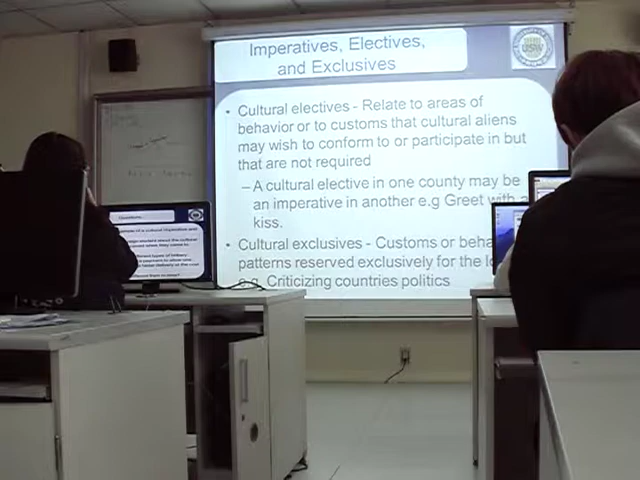 Imperatives, Electives,
and Exclusives
USW
• Cultural electives - Relate to areas of
behavior or to customs that cultural aliens
may wish to conform to or participate in but
that are not required
– A cultural elective in one county may be
an imperative in another e.g Greet with a
kiss.
• Cultural exclusives - Customs or beha
patterns reserved exclusively for the lo
e.g. Criticizing countries politics
Questions